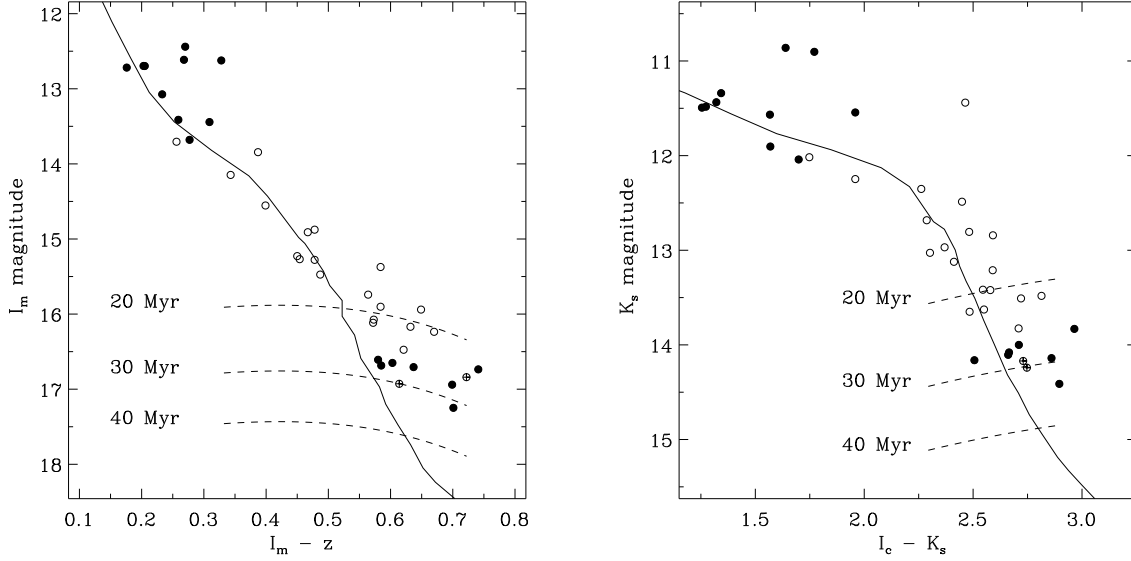 12
13
14
15
16
17
18
I_m magnitude
20 Myr
30 Myr
40 Myr
0.1 0.2 0.3 0.4 0.5 0.6 0.7 0.8
I_m − z
11
12
13
14
15
K_s magnitude
20 Myr
30 Myr
40 Myr
1.5 2.0 2.5 3.0
I_c − K_s